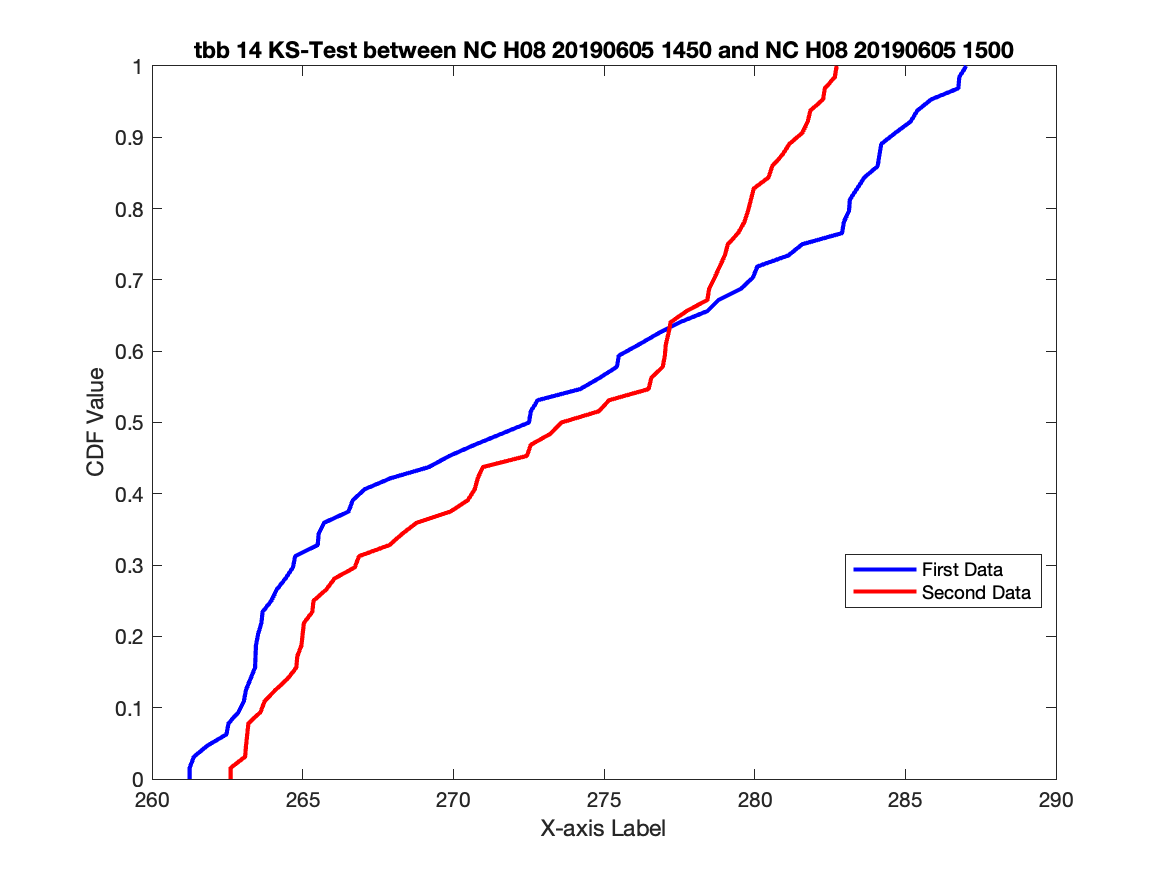 tbb 14 KS-Test between NC H08 20190605 1450 and NC H08 20190605 1500
1
0.9
0.8
0.7
0.6
0.5
0.4
0.3
0.2
0.1
0
CDF Value
First Data
Second Data
260 265 270 275 280 285 290
X-axis Label